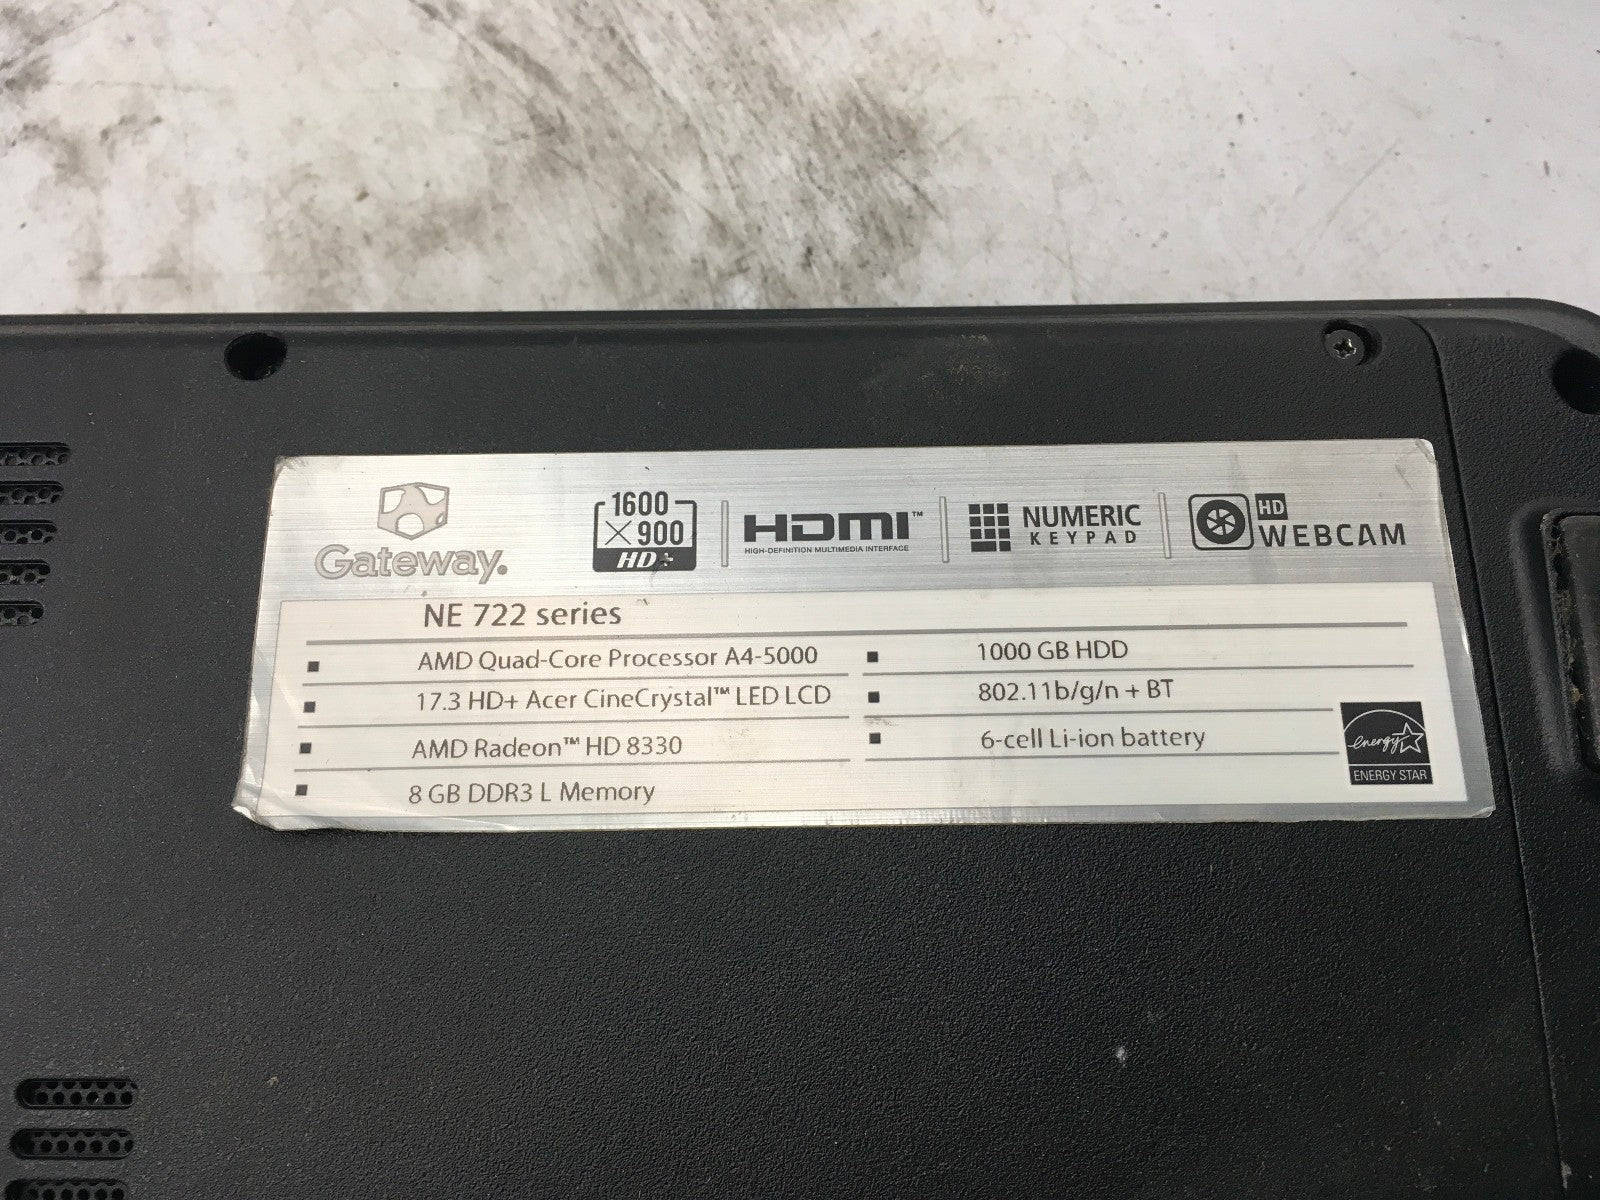 Gateway.
1600
×900
HD+
HDMI™
HIGH-DEFINITION MULTIMEDIA INTERFACE
NUMERIC
KEYPAD
HD
WEBCAM
NE 722 series
▪ AMD Quad-Core Processor A4-5000
▪ 17.3 HD+ Acer CineCrystal™ LED LCD
▪ AMD Radeon™ HD 8330
▪ 8 GB DDR3 L Memory
▪ 1000 GB HDD
▪ 802.11b/g/n + BT
▪ 6-cell Li-ion battery
energy
ENERGY STAR